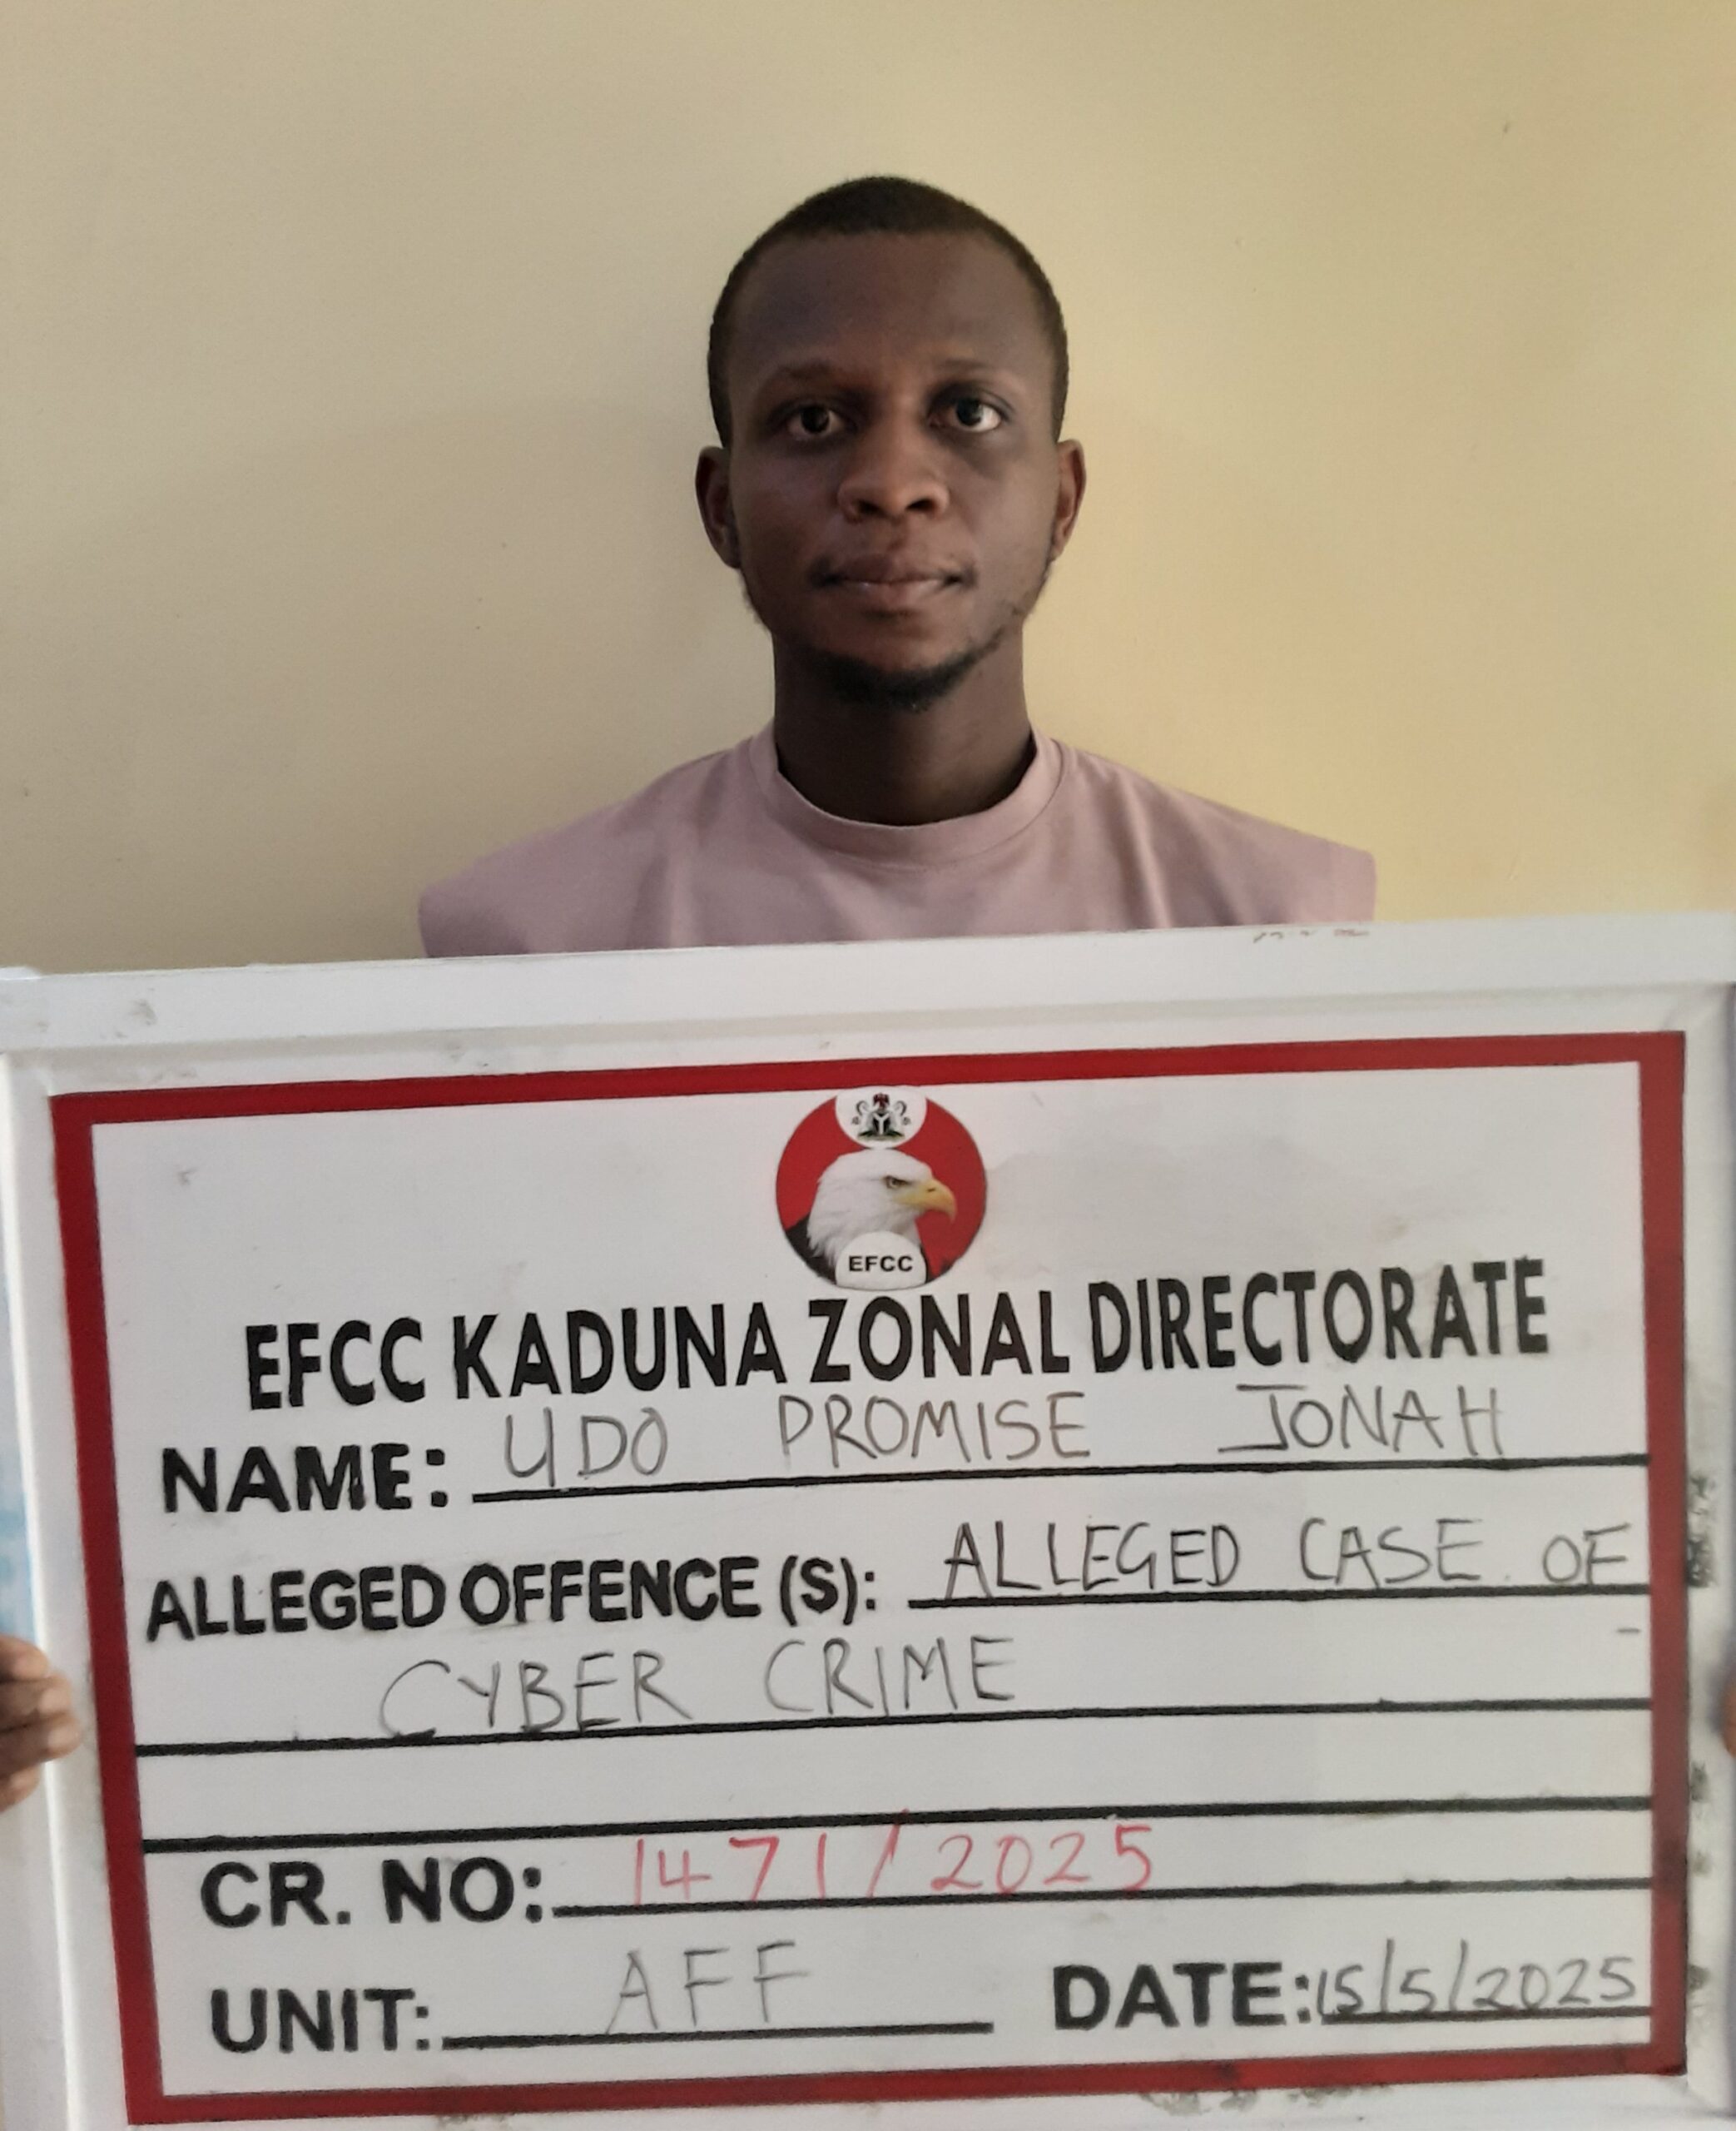 EFCC
EFCC KADUNA ZONAL DIRECTORATE
NAME: UDO PROMISE JONAH
ALLEGED OFFENCE (S): ALLEGED CASE OF
CYBER CRIME
CR. NO: 1471/2025
UNIT: AFF DATE: 15/5/2025